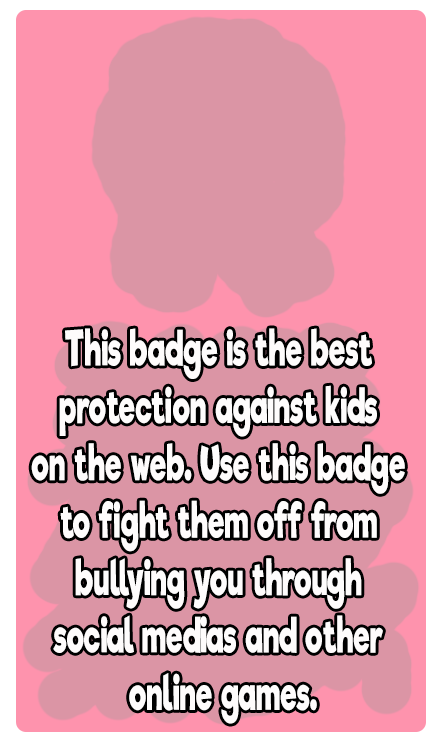 This badge is the best
protection against kids
on the web. Use this badge
to fight them off from
bullying you through
social medias and other
online games.